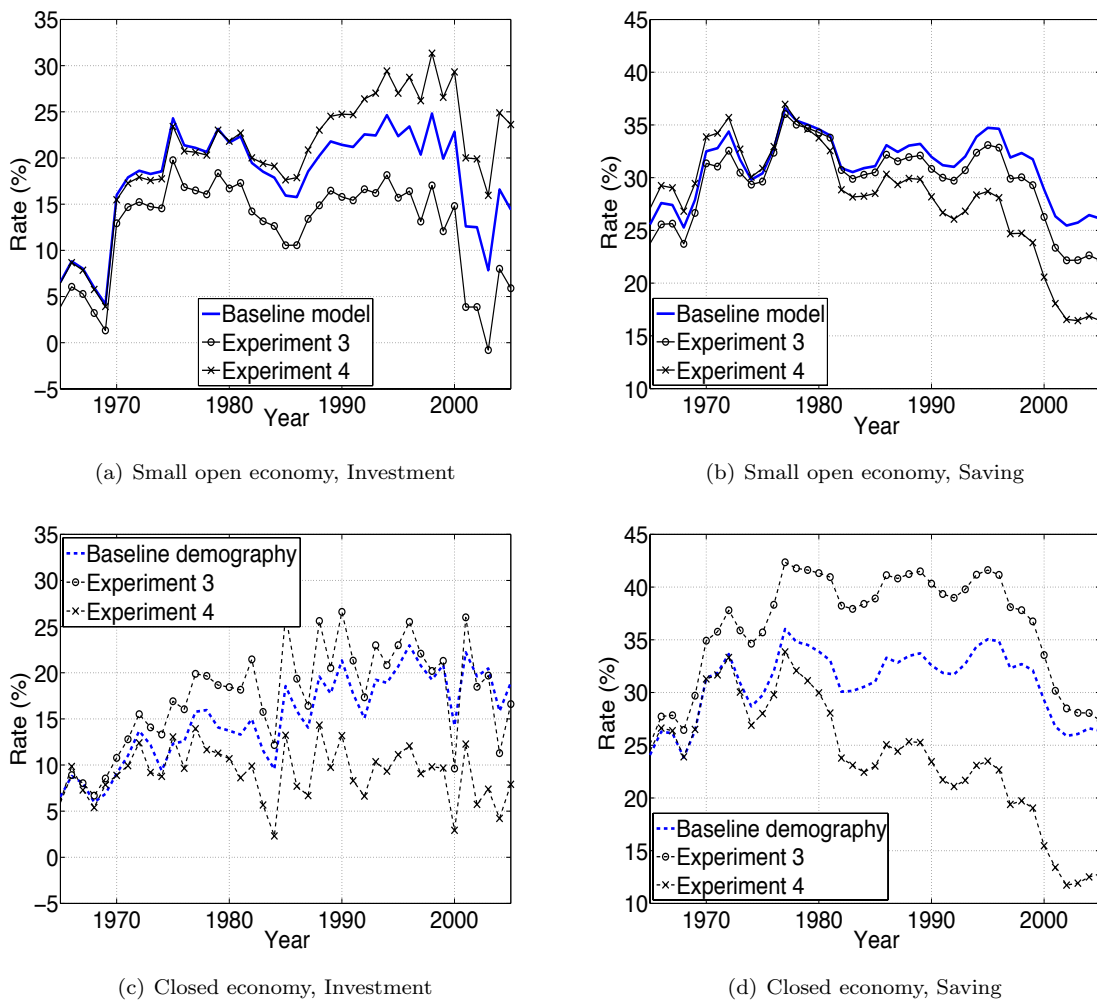 35
30
25
20
15
10
5
0
−5
Rate (%)
Baseline model
Experiment 3
Experiment 4
1970 1980 1990 2000
Year
(a) Small open economy, Investment
45
40
35
30
25
20
15
10
Rate (%)
Baseline model
Experiment 3
Experiment 4
1970 1980 1990 2000
Year
(b) Small open economy, Saving
35
30
25
20
15
10
5
0
−5
Rate (%)
Baseline demography
Experiment 3
Experiment 4
1970 1980 1990 2000
Year
(c) Closed economy, Investment
45
40
35
30
25
20
15
10
Rate (%)
Baseline demography
Experiment 3
Experiment 4
1970 1980 1990 2000
Year
(d) Closed economy, Saving